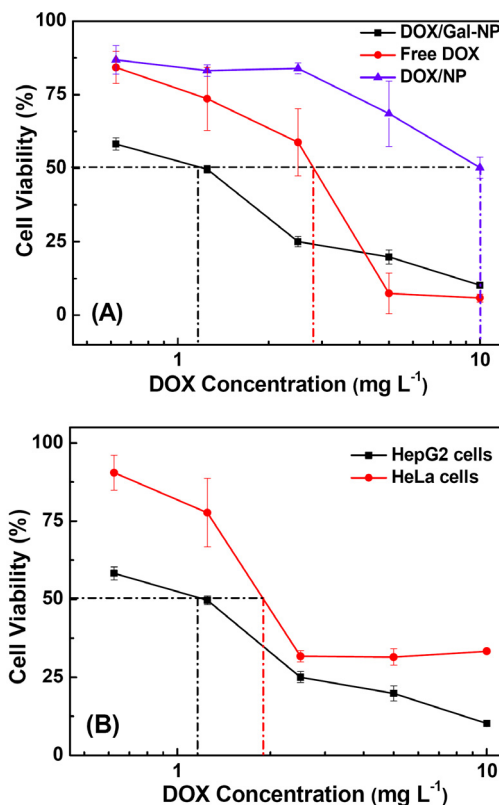 DOX/Gal-NP
Free DOX
DOX/NP
100
75
50
25
0
Cell Viability (%)
(A)
1
10
DOX Concentration (mg L⁻¹)
HepG2 cells
HeLa cells
100
75
50
25
0
Cell Viability (%)
(B)
1
10
DOX Concentration (mg L⁻¹)